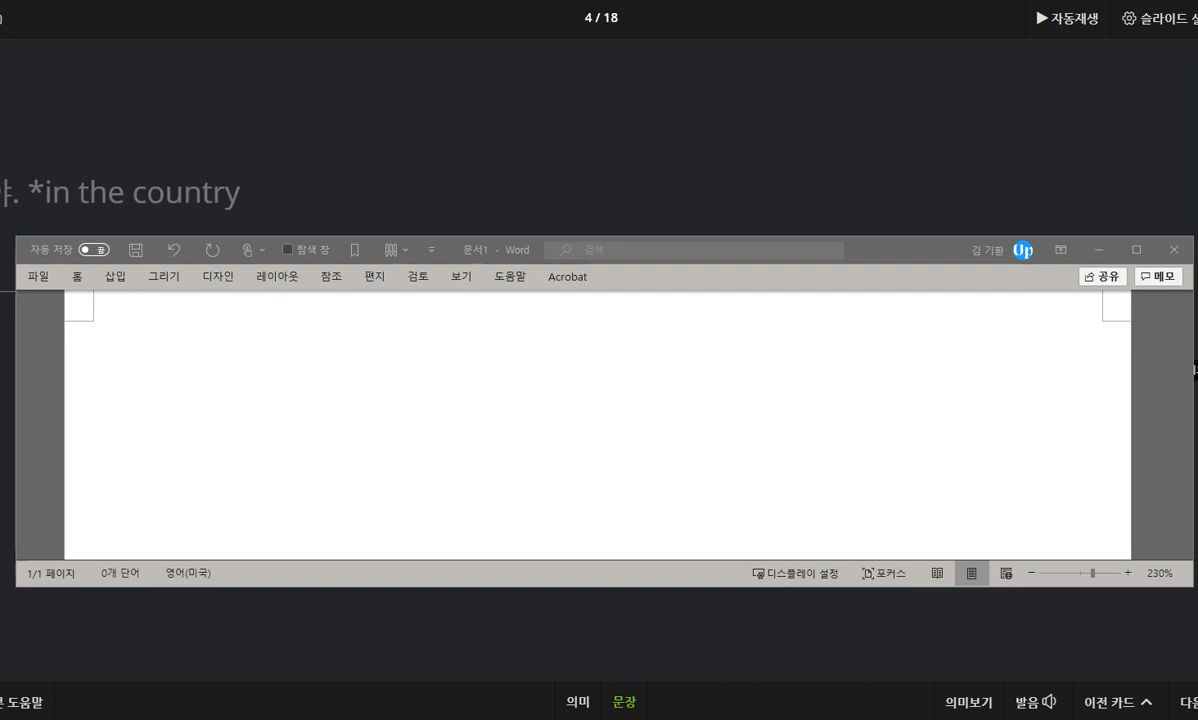 4 / 18
▶자동재생
슬라이드
. *in the country
자동 저장 끔
탐색 창
문서1 - Word
검색
김 기환
Up
파일 홈 삽입 그리기 디자인 레이아웃 참조 편지 검토 보기 도움말 Acrobat
공유
메모
1/1 페이지 0개 단어 영어(미국)
디스플레이 설정 포커스
− + 230%
도움말
의미 문장
의미보기 발음 이전 카드